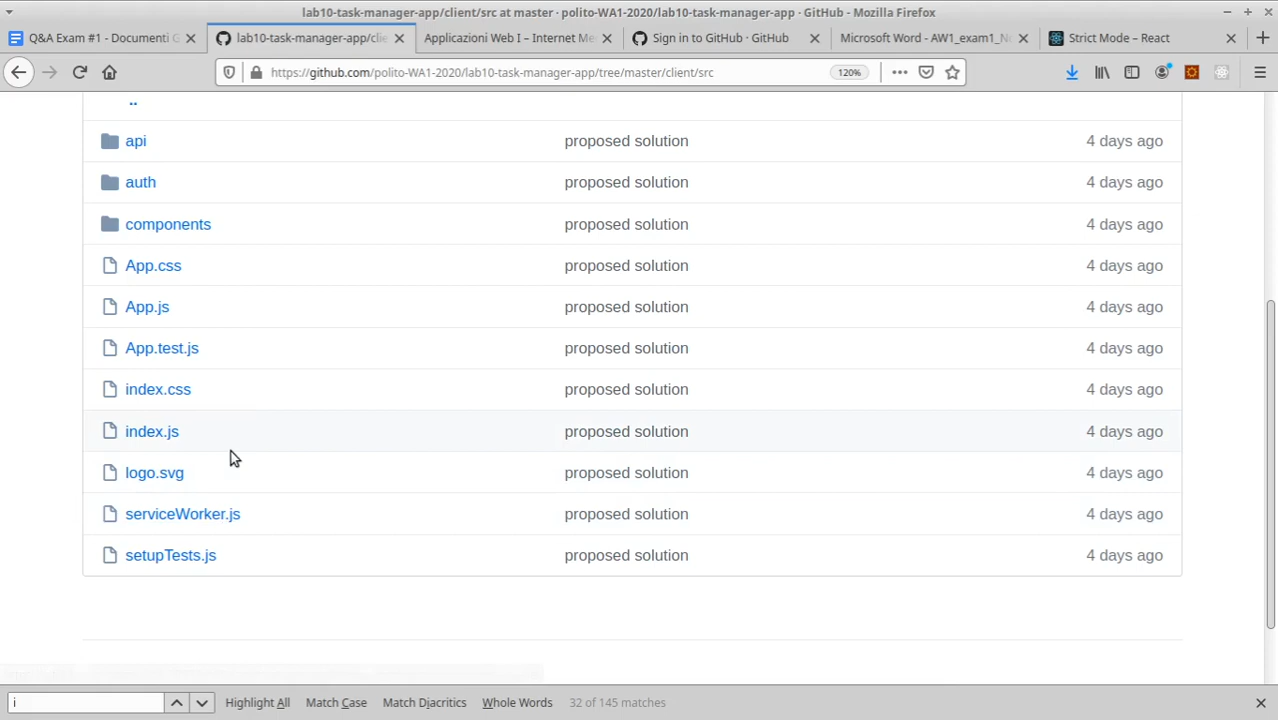 lab10-task-manager-app/client/src at master · polito-WA1-2020/lab10-task-manager-app · GitHub - Mozilla Firefox
Q&A Exam #1 - Documenti G
lab10-task-manager-app/clie
Applicazioni Web I – Internet Me
Sign in to GitHub · GitHub
Microsoft Word - AW1_exam1_N
Strict Mode – React
https://github.com/polito-WA1-2020/lab10-task-manager-app/tree/master/client/src
120%
..
api proposed solution 4 days ago
auth proposed solution 4 days ago
components proposed solution 4 days ago
App.css proposed solution 4 days ago
App.js proposed solution 4 days ago
App.test.js proposed solution 4 days ago
index.css proposed solution 4 days ago
index.js proposed solution 4 days ago
logo.svg proposed solution 4 days ago
serviceWorker.js proposed solution 4 days ago
setupTests.js proposed solution 4 days ago
i
Highlight All Match Case Match Diacritics Whole Words 32 of 145 matches